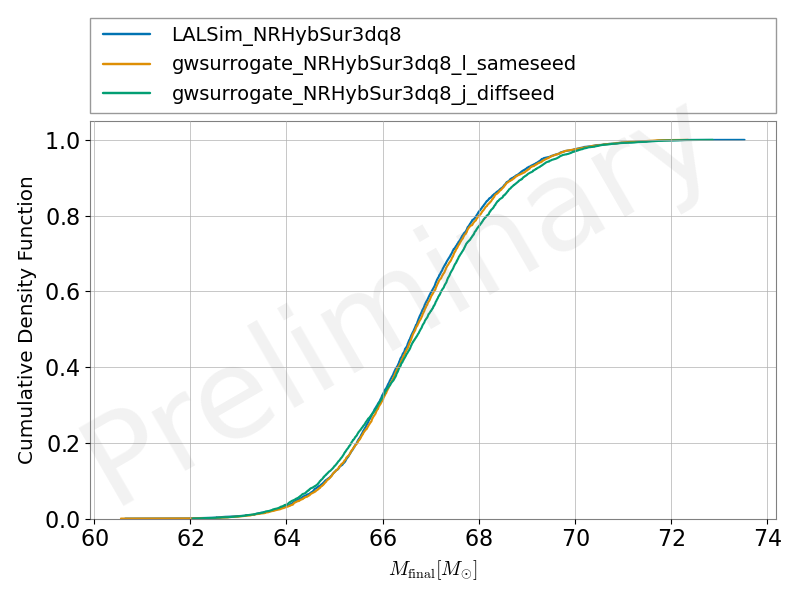 LALSim_NRHybSur3dq8
gwsurrogate_NRHybSur3dq8_l_sameseed
gwsurrogate_NRHybSur3dq8_j_diffseed
Preliminary
Cumulative Density Function
1.0
0.8
0.6
0.4
0.2
0.0
60 62 64 66 68 70 72 74
M_final[M_⊙]